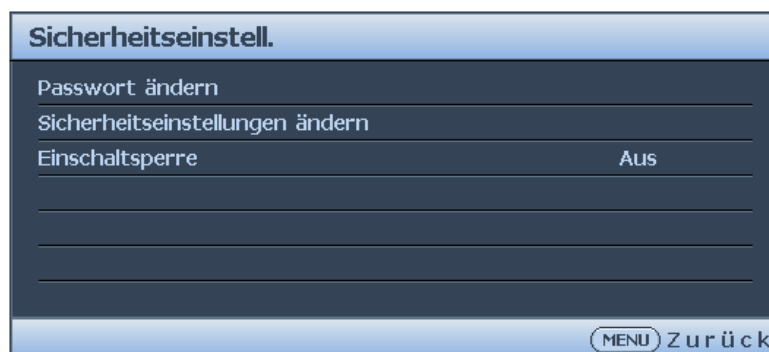 Sicherheitseinstell.
Passwort ändern
Sicherheitseinstellungen ändern
Einschaltsperre Aus
MENU Zurück